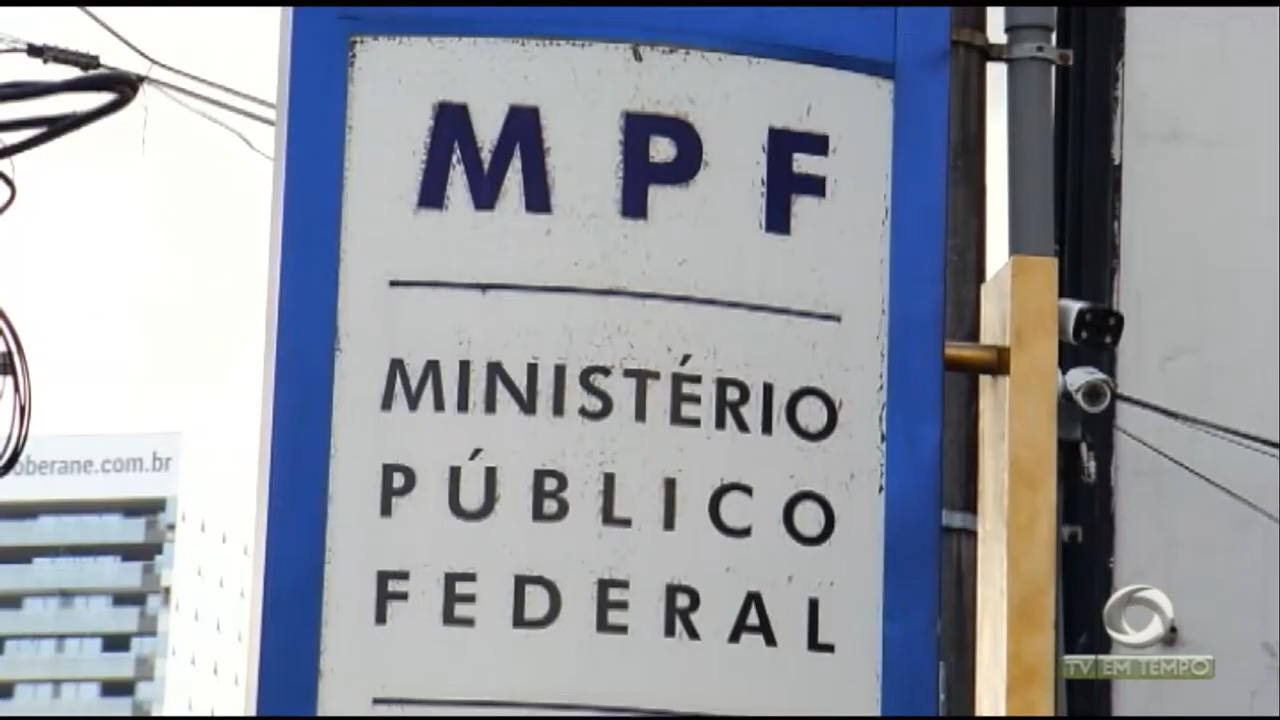 MPF
MINISTÉRIO
PÚBLICO
FEDERAL
oberane.com.br
TV EM TEMPO